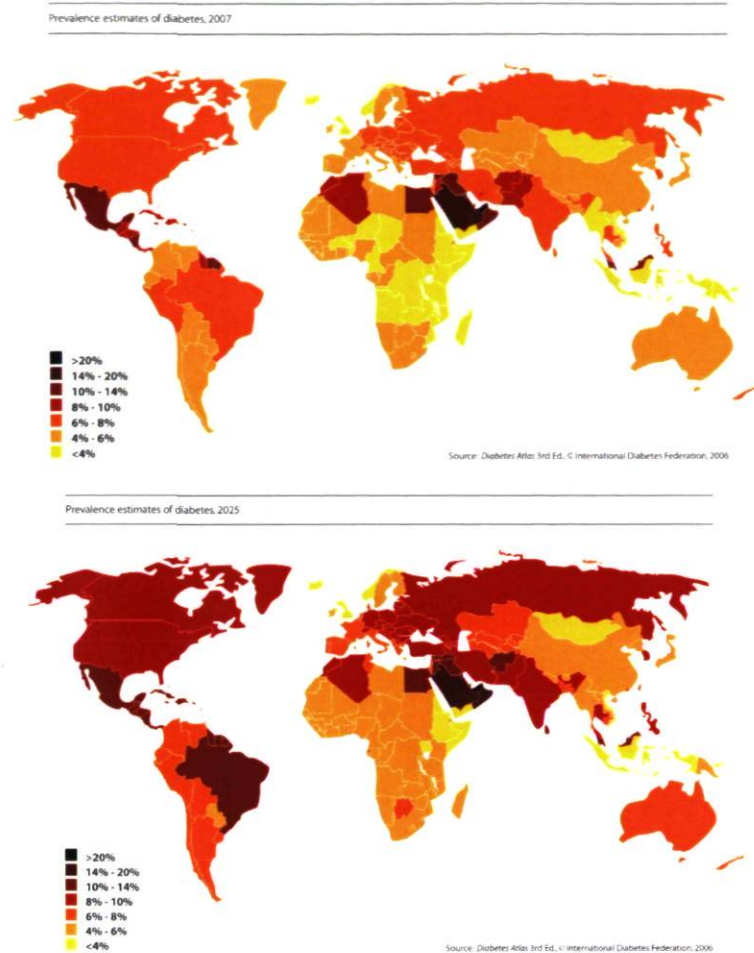 Prevalence estimates of diabetes, 2007
>20%
14% - 20%
10% - 14%
8% - 10%
6% - 8%
4% - 6%
<4%
Source: Diabetes Atlas 3rd Ed., © International Diabetes Federation, 2006
Prevalence estimates of diabetes, 2025
>20%
14% - 20%
10% - 14%
8% - 10%
6% - 8%
4% - 6%
<4%
Source: Diabetes Atlas 3rd Ed., © International Diabetes Federation, 2006